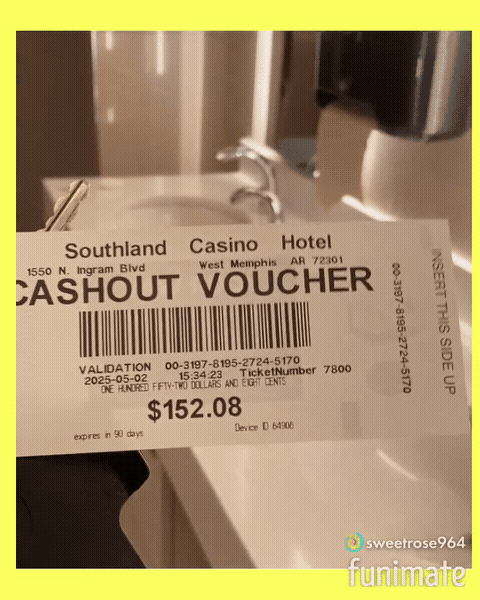 Southland Casino Hotel
1550 N. Ingram Blvd West Memphis AR 72301
CASHOUT VOUCHER
VALIDATION 00-3197-8195-2724-5170
2025-05-02 15:34:23 TicketNumber 7800
ONE HUNDRED FIFTY-TWO DOLLARS AND EIGHT CENTS
$152.08
expires in 90 days Device ID 64906
00-3197-8195-2724-5170
INSERT THIS SIDE UP
sweetrose964
funimate